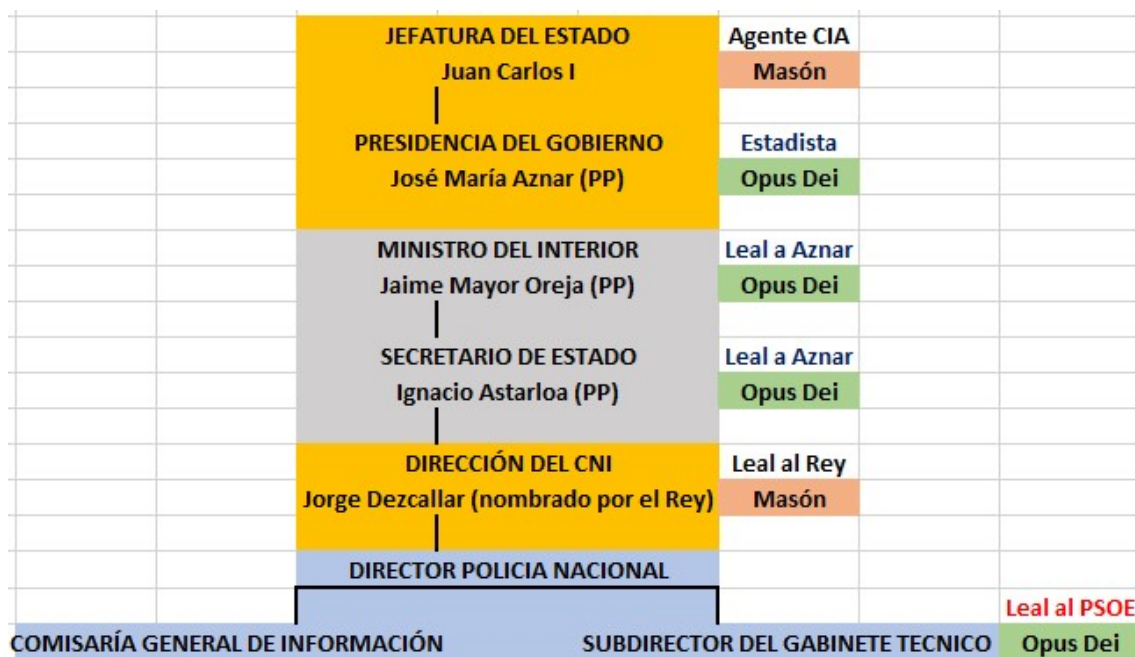 JEFATURA DEL ESTADO Agente CIA
Juan Carlos I Masón
PRESIDENCIA DEL GOBIERNO Estadista
José María Aznar (PP) Opus Dei
MINISTRO DEL INTERIOR Leal a Aznar
Jaime Mayor Oreja (PP) Opus Dei
SECRETARIO DE ESTADO Leal a Aznar
Ignacio Astarloa (PP) Opus Dei
DIRECCIÓN DEL CNI Leal al Rey
Jorge Dezcallar (nombrado por el Rey) Masón
DIRECTOR POLICIA NACIONAL
Leal al PSOE
COMISARÍA GENERAL DE INFORMACIÓN SUBDIRECTOR DEL GABINETE TECNICO Opus Dei